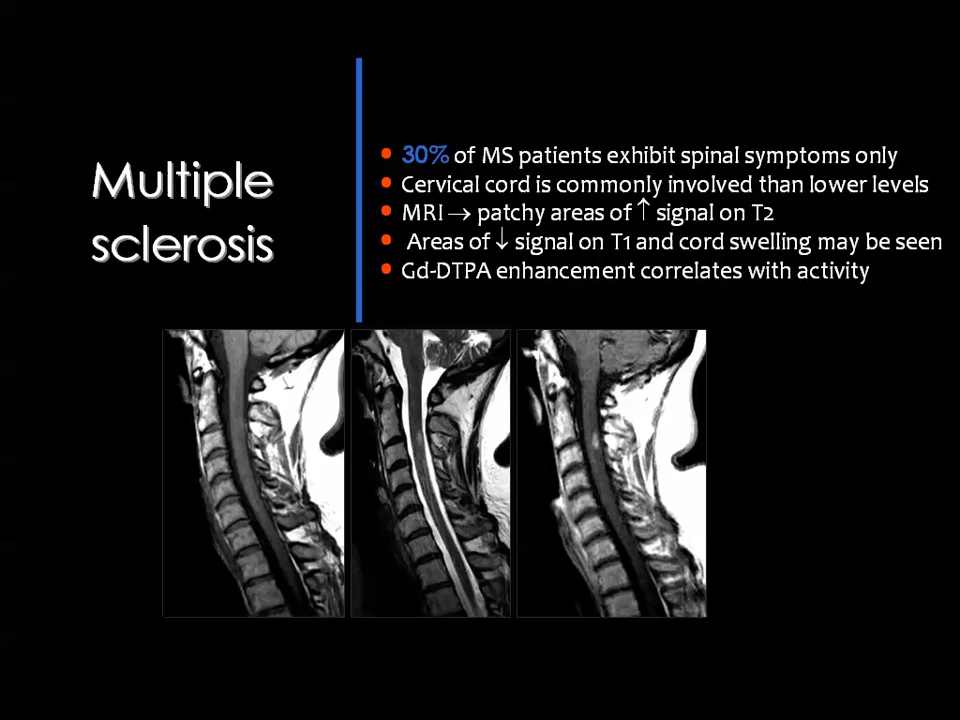 Multiple
sclerosis
• 30% of MS patients exhibit spinal symptoms only
• Cervical cord is commonly involved than lower levels
• MRI → patchy areas of ↑ signal on T2
• Areas of ↓ signal on T1 and cord swelling may be seen
• Gd-DTPA enhancement correlates with activity